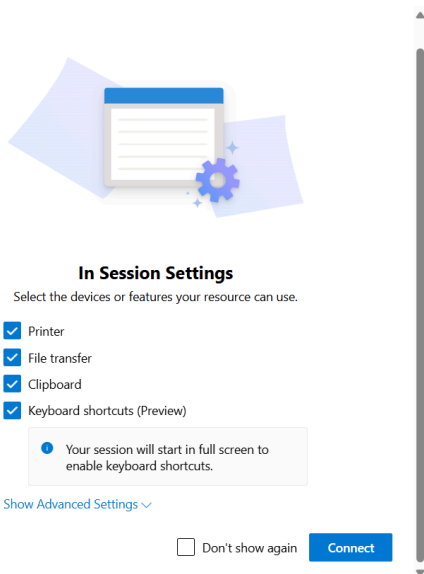 In Session Settings
Select the devices or features your resource can use.
Printer
File transfer
Clipboard
Keyboard shortcuts (Preview)
Your session will start in full screen to
enable keyboard shortcuts.
Show Advanced Settings
Don't show again
Connect